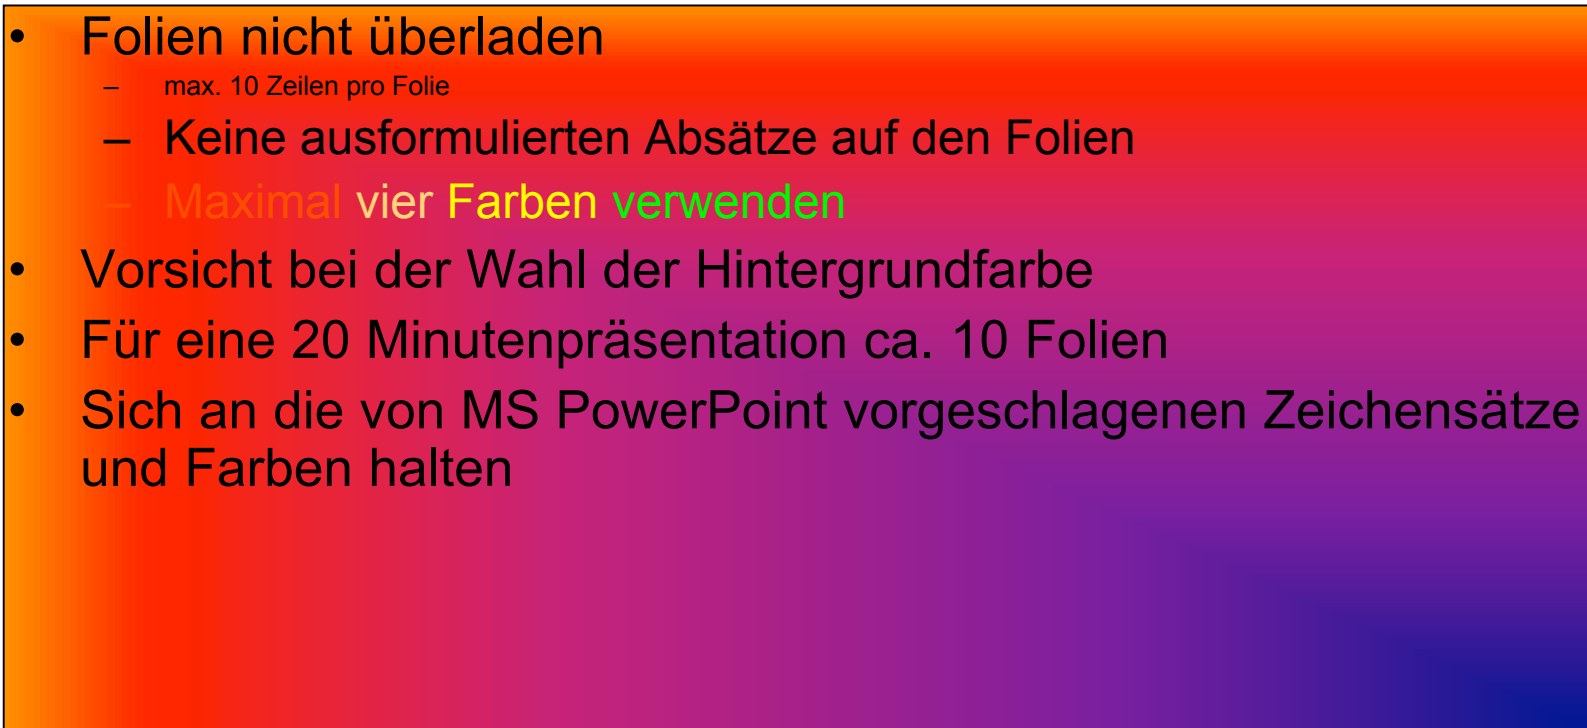 • Folien nicht überladen
– max. 10 Zeilen pro Folie
– Keine ausformulierten Absätze auf den Folien
– Maximal vier Farben verwenden
• Vorsicht bei der Wahl der Hintergrundfarbe
• Für eine 20 Minutenpräsentation ca. 10 Folien
• Sich an die von MS PowerPoint vorgeschlagenen Zeichensätze
und Farben halten